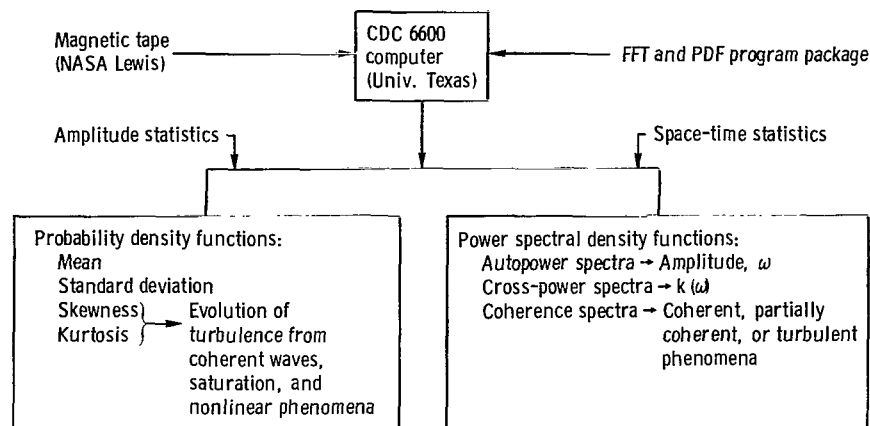 Magnetic tape
(NASA Lewis)
CDC 6600
computer
(Univ. Texas)
FFT and PDF program package
Amplitude statistics
Space-time statistics
Probability density functions:
Mean
Standard deviation
Skewness
Kurtosis
Evolution of
turbulence from
coherent waves,
saturation, and
nonlinear phenomena
Power spectral density functions:
Autopower spectra → Amplitude, ω
Cross-power spectra → k (ω)
Coherence spectra → Coherent, partially
coherent, or turbulent
phenomena